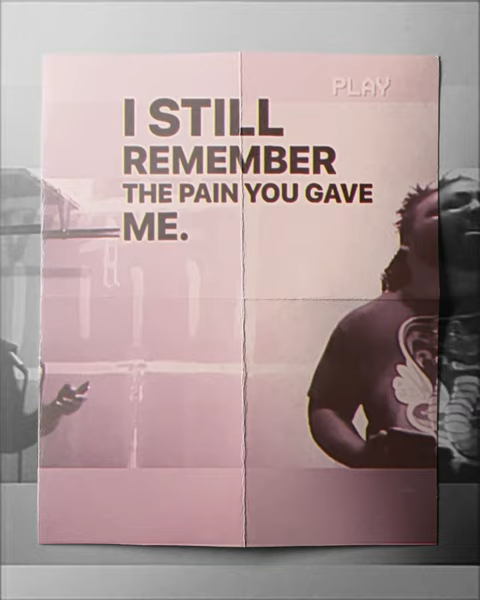 PLAY
I STILL
REMEMBER
THE PAIN YOU GAVE
ME.